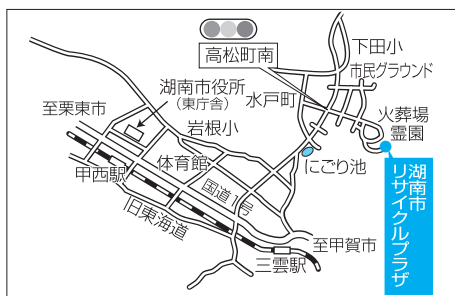 高松町南
下田小
市民グラウンド
湖南市役所
(東庁舎)
水戸町
火葬場
霊園
至栗東市
岩根小
体育館
にごり池
甲西駅
国道1号
旧東海道
至甲賀市
三雲駅
湖南市
リサイクルプラザ